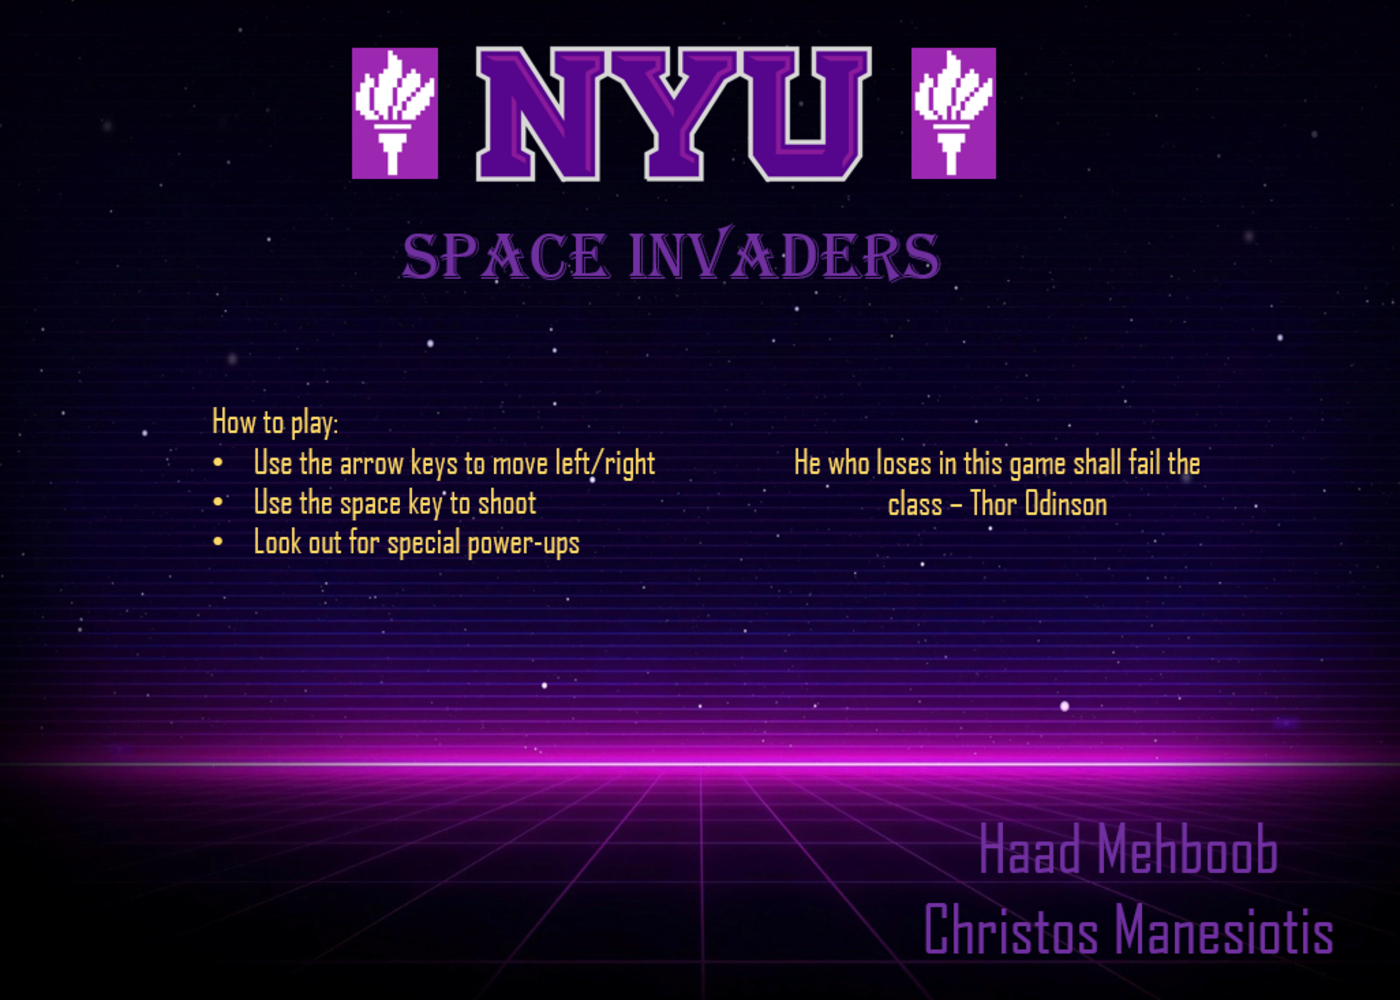 NYU
SPACE INVADERS
How to play:
• Use the arrow keys to move left/right
• Use the space key to shoot
• Look out for special power-ups
He who loses in this game shall fail the
class – Thor Odinson
Haad Mehboob
Christos Manesiotis